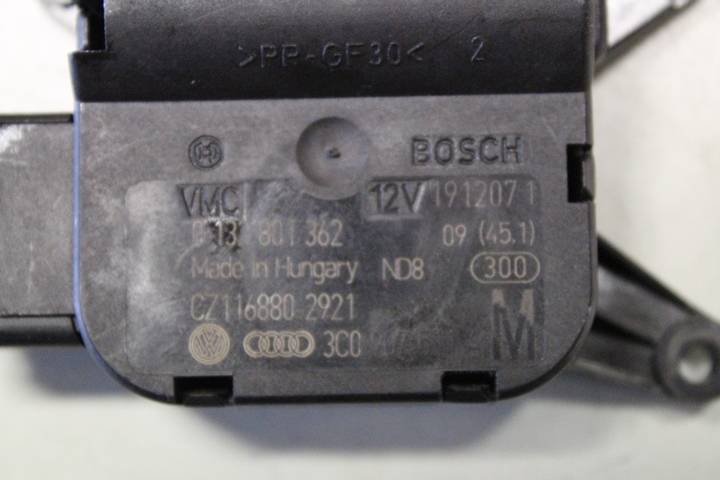 >PP-GF30< 2
BOSCH
VMC 12V 1912071
801 362 09 (45.1)
Made in Hungary ND8 300
CZ116880 2921
3C0 M